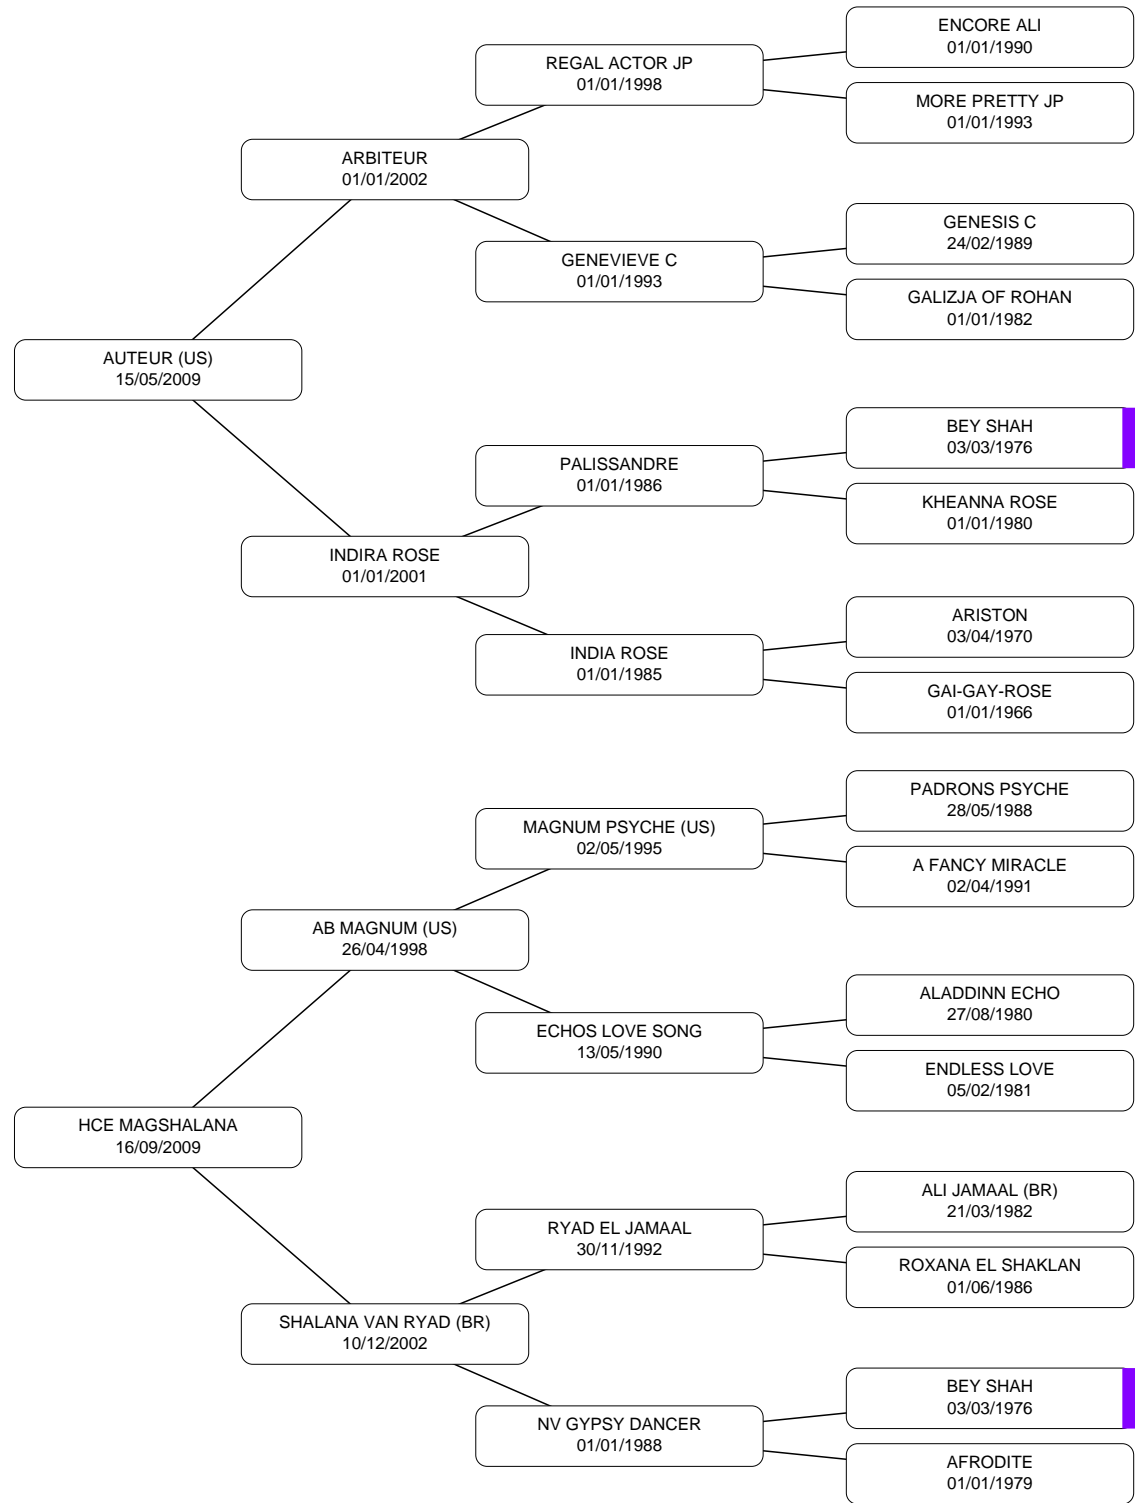 ENCORE ALI
01/01/1990
REGAL ACTOR JP
01/01/1998
MORE PRETTY JP
01/01/1993
ARBITEUR
01/01/2002
GENESIS C
24/02/1989
GENEVIEVE C
01/01/1993
GALIZJA OF ROHAN
01/01/1982
AUTEUR (US)
15/05/2009
BEY SHAH
03/03/1976
PALISSANDRE
01/01/1986
KHEANNA ROSE
01/01/1980
INDIRA ROSE
01/01/2001
ARISTON
03/04/1970
INDIA ROSE
01/01/1985
GAI-GAY-ROSE
01/01/1966
PADRONS PSYCHE
28/05/1988
MAGNUM PSYCHE (US)
02/05/1995
A FANCY MIRACLE
02/04/1991
AB MAGNUM (US)
26/04/1998
ALADDINN ECHO
27/08/1980
ECHOS LOVE SONG
13/05/1990
ENDLESS LOVE
05/02/1981
HCE MAGSHALANA
16/09/2009
ALI JAMAAL (BR)
21/03/1982
RYAD EL JAMAAL
30/11/1992
ROXANA EL SHAKLAN
01/06/1986
SHALANA VAN RYAD (BR)
10/12/2002
BEY SHAH
03/03/1976
NV GYPSY DANCER
01/01/1988
AFRODITE
01/01/1979